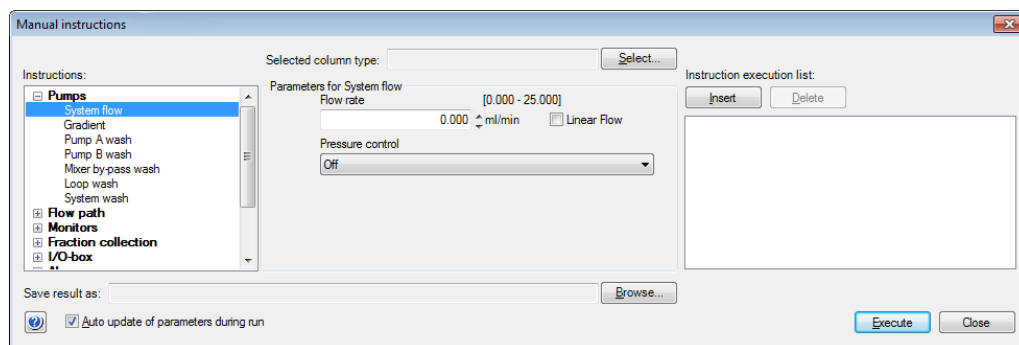 Manual instructions
Selected column type:
Select...
Instructions:
Pumps
System flow
Gradient
Pump A wash
Pump B wash
Mixer by-pass wash
Loop wash
System wash
Flow path
Monitors
Fraction collection
I/O-box
Parameters for System flow
Flow rate [0.000 - 25.000]
0.000 ml/min Linear Flow
Pressure control
Off
Instruction execution list:
Insert Delete
Save result as:
Browse...
Auto update of parameters during run
Execute Close